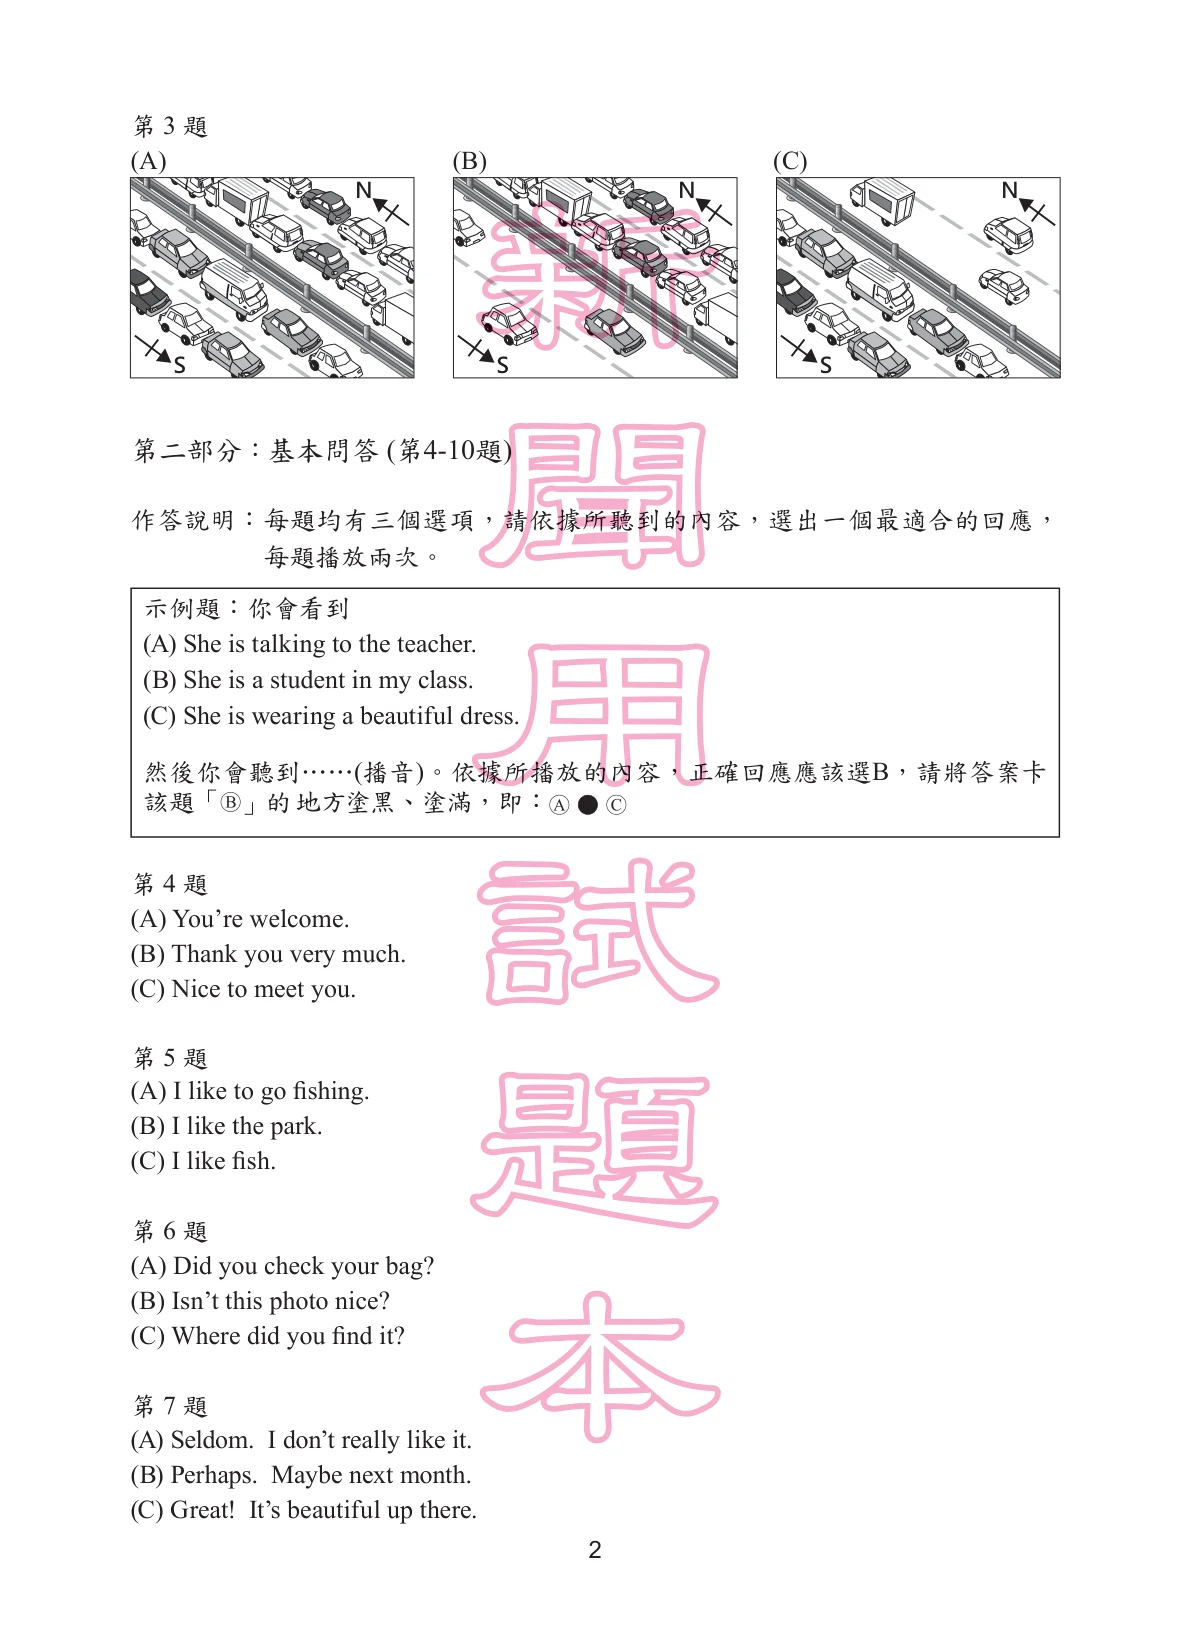 第 3 題
(A) (B) (C)
N N N
S S S
第二部分：基本問答 (第4-10題)
作答說明：每題均有三個選項，請依據所聽到的內容，選出一個最適合的回應，
每題播放兩次。
示例題：你會看到
(A) She is talking to the teacher.
(B) She is a student in my class.
(C) She is wearing a beautiful dress.
然後你會聽到……(播音)。依據所播放的內容，正確回應應該選B，請將答案卡
該題「Ⓑ」的 地方塗黑、塗滿，即：Ⓐ ● Ⓒ
第 4 題
(A) You’re welcome.
(B) Thank you very much.
(C) Nice to meet you.
第 5 題
(A) I like to go fishing.
(B) I like the park.
(C) I like fish.
第 6 題
(A) Did you check your bag?
(B) Isn’t this photo nice?
(C) Where did you find it?
第 7 題
(A) Seldom.  I don’t really like it.
(B) Perhaps.  Maybe next month.
(C) Great!  It’s beautiful up there.
2
新聞用試題本